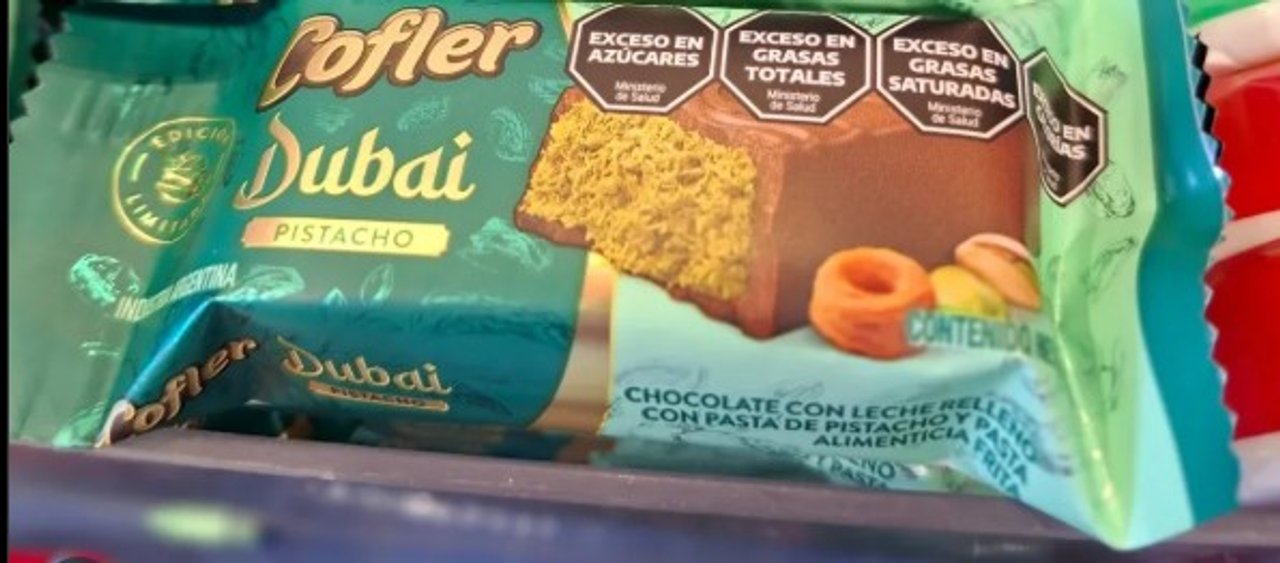 Cofler
Dubai
PISTACHO
EDICIÓN
LIMITADA
INDUSTRIA ARGENTINA
EXCESO EN
AZÚCARES
Ministerio
de Salud
EXCESO EN
GRASAS
TOTALES
Ministerio
de Salud
EXCESO EN
GRASAS
SATURADAS
Ministerio
de Salud
EN
CONTENIDO
CHOCOLATE CON LECHE RELLENO
CON PASTA DE PISTACHO Y PASTA
ALIMENTICIA FRITA
Cofler
Dubai
PISTACHO